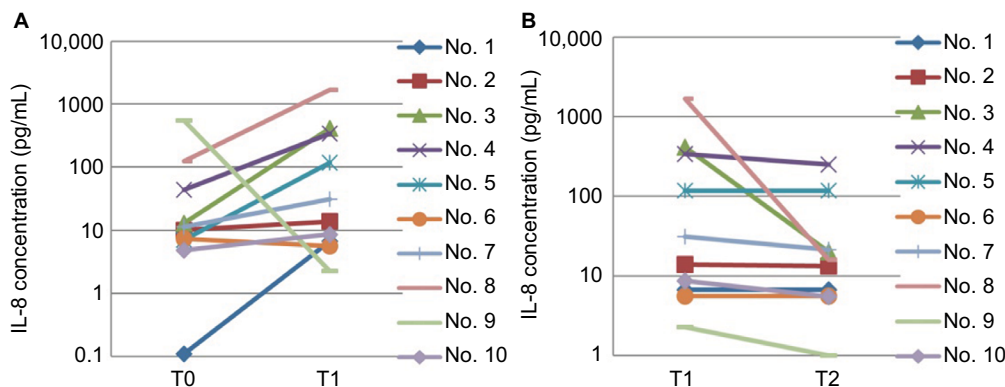 A
IL-8 concentration (pg/mL)
10,000
1000
100
10
1
0.1
T0
T1
No. 1
No. 2
No. 3
No. 4
No. 5
No. 6
No. 7
No. 8
No. 9
No. 10
B
IL-8 concentration (pg/mL)
10,000
1000
100
10
1
T1
T2
No. 1
No. 2
No. 3
No. 4
No. 5
No. 6
No. 7
No. 8
No. 9
No. 10